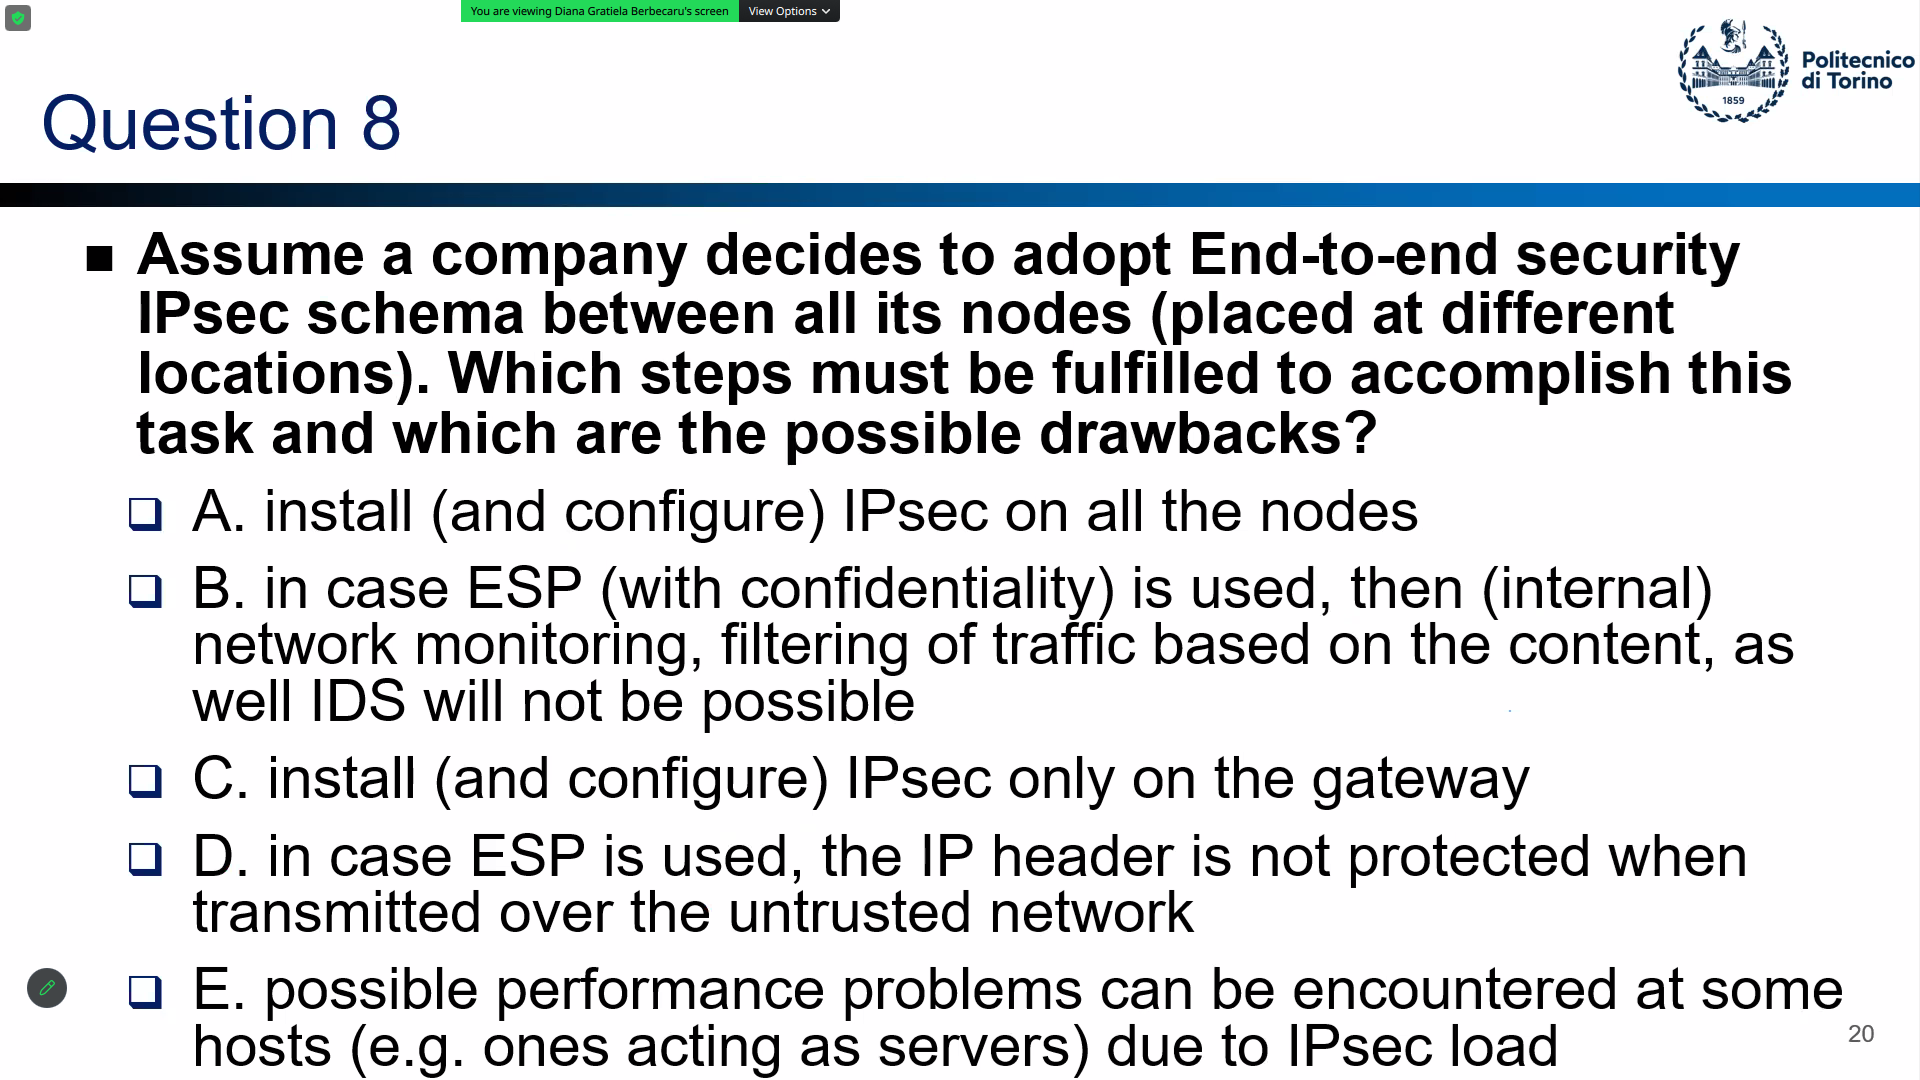 You are viewing Diana Gratiela Berbecaru's screen View Options
Politecnico
di Torino
1859
Question 8
Assume a company decides to adopt End-to-end security
IPsec schema between all its nodes (placed at different
locations). Which steps must be fulfilled to accomplish this
task and which are the possible drawbacks?
A. install (and configure) IPsec on all the nodes
B. in case ESP (with confidentiality) is used, then (internal)
network monitoring, filtering of traffic based on the content, as
well IDS will not be possible
C. install (and configure) IPsec only on the gateway
D. in case ESP is used, the IP header is not protected when
transmitted over the untrusted network
E. possible performance problems can be encountered at some
hosts (e.g. ones acting as servers) due to IPsec load
20